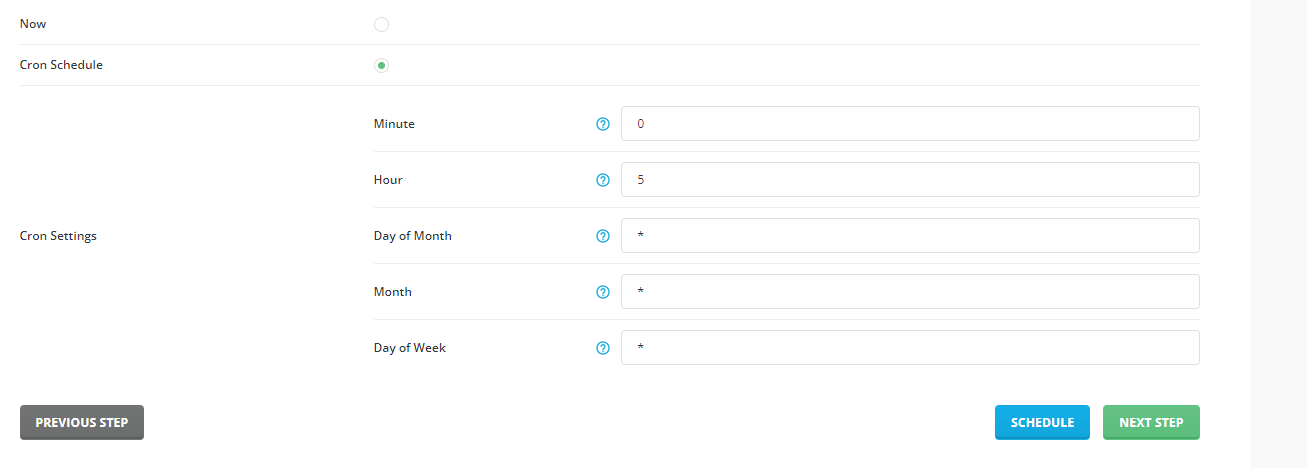 Now
Cron Schedule
Minute ? 0
Hour ? 5
Day of Month ? *
Cron Settings
Month ? *
Day of Week ? *
PREVIOUS STEP SCHEDULE NEXT STEP